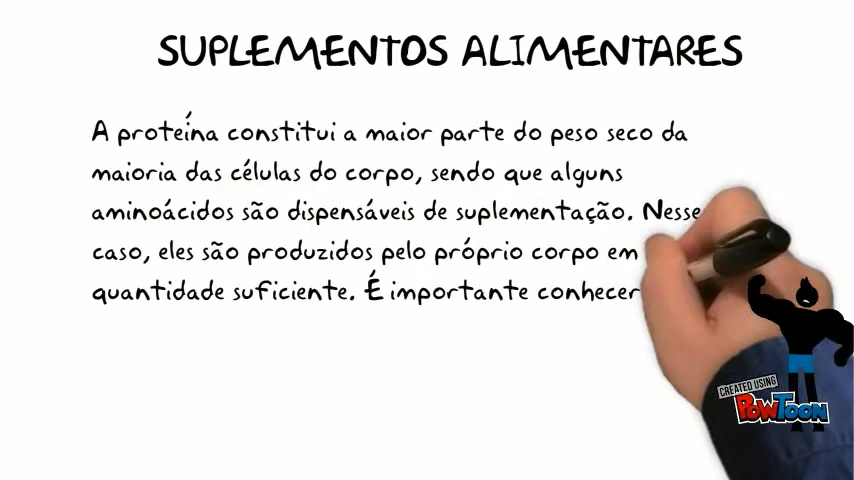 SUPLEMENTOS ALIMENTARES
A proteína constitui a maior parte do peso seco da
maioria das células do corpo, sendo que alguns
aminoácidos são dispensáveis de suplementação. Nesse
caso, eles são produzidos pelo próprio corpo em
quantidade suficiente. É importante conhecer
CREATED USING
POWTOON